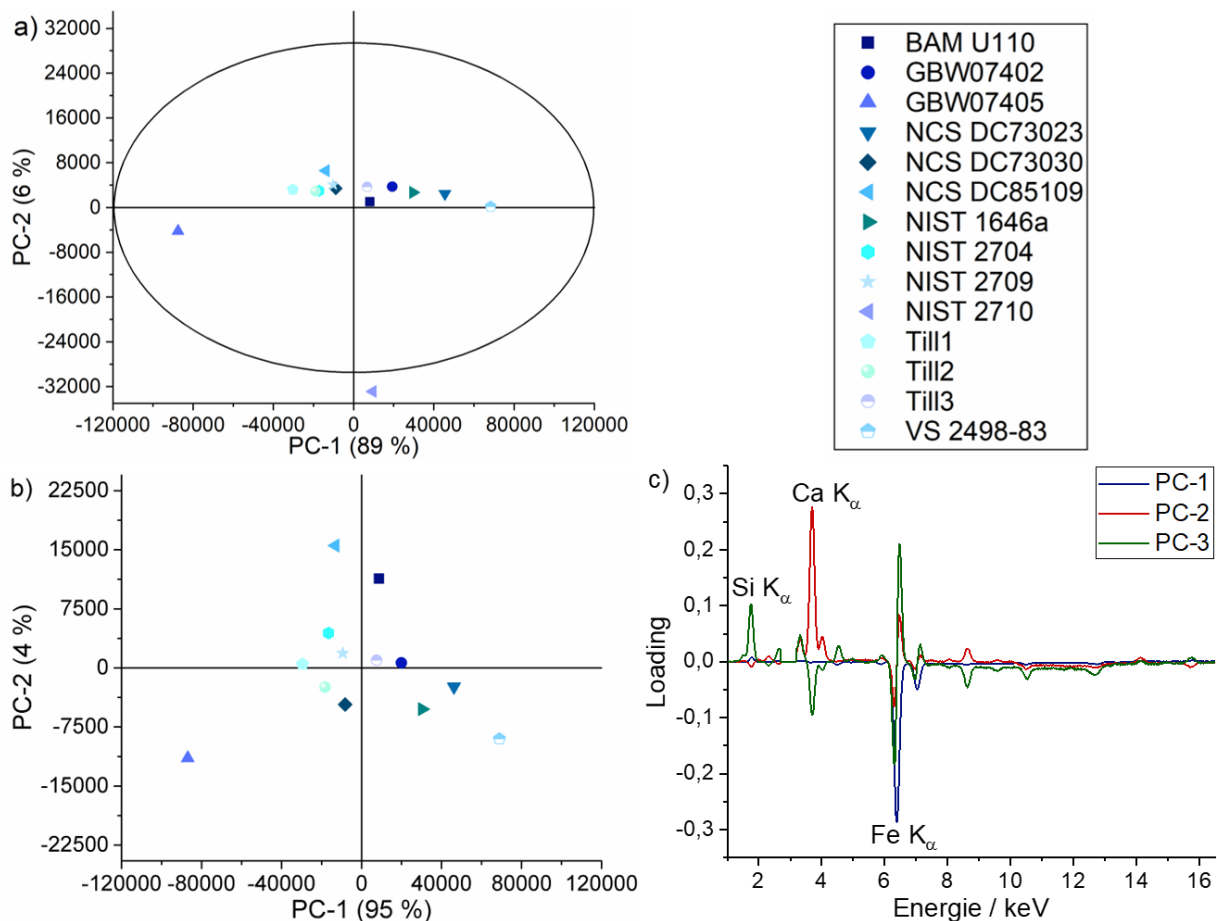 a)
32000
24000
16000
8000
0
-8000
-16000
-24000
-32000
PC-2 (6 %)
-120000 -80000 -40000 0 40000 80000 120000
PC-1 (89 %)
BAM U110
GBW07402
GBW07405
NCS DC73023
NCS DC73030
NCS DC85109
NIST 1646a
NIST 2704
NIST 2709
NIST 2710
Till1
Till2
Till3
VS 2498-83
b)
22500
15000
7500
0
-7500
-15000
-22500
PC-2 (4 %)
-120000 -80000 -40000 0 40000 80000 120000
PC-1 (95 %)
c)
0,3
0,2
0,1
0,0
-0,1
-0,2
-0,3
Loading
Si Kα
Ca Kα
Fe Kα
PC-1
PC-2
PC-3
2 4 6 8 10 12 14 16
Energie / keV